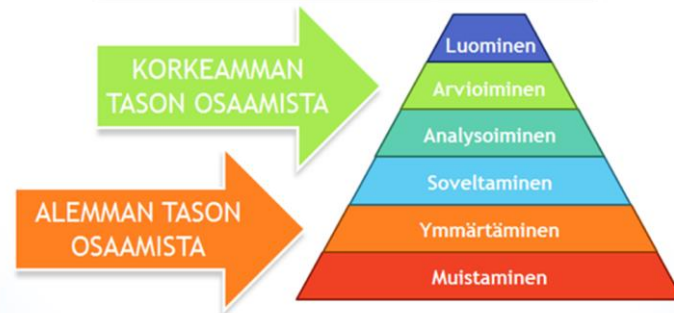 KORKEAMMAN
TASON OSAAMISTA
ALEMMAN TASON
OSAAMISTA
Luominen
Arvioiminen
Analysoiminen
Soveltaminen
Ymmärtäminen
Muistaminen